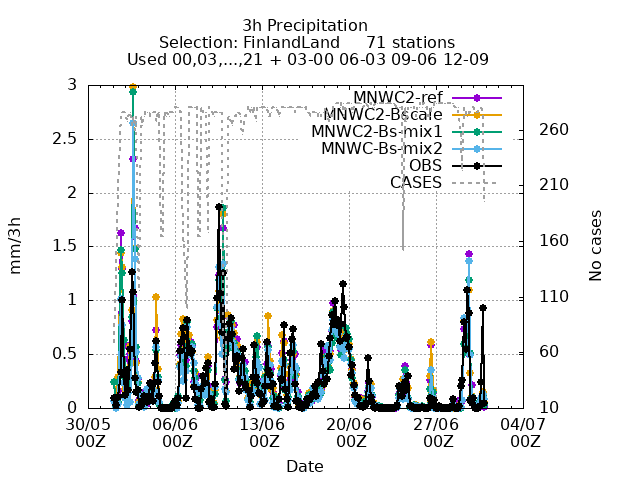 3h Precipitation
Selection: FinlandLand 71 stations
Used 00,03,...,21 + 03-00 06-03 09-06 12-09
MNWC2-ref
MNWC2-Bscale
MNWC2-Bs-mix1
MNWC-Bs-mix2
OBS
CASES
3
2.5
2
1.5
1
0.5
0
mm/3h
260
210
160
110
60
10
No cases
30/05 06/06 13/06 20/06 27/06 04/07
00Z 00Z 00Z 00Z 00Z 00Z
Date